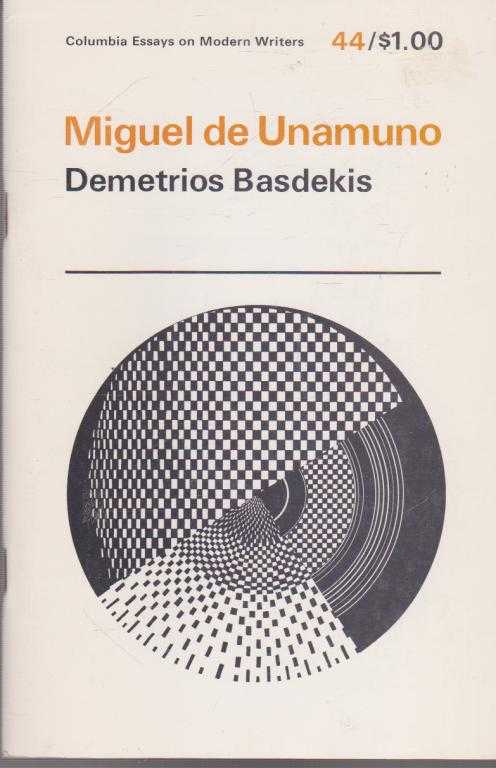 Columbia Essays on Modern Writers 44/$1.00
Miguel de Unamuno
Demetrios Basdekis